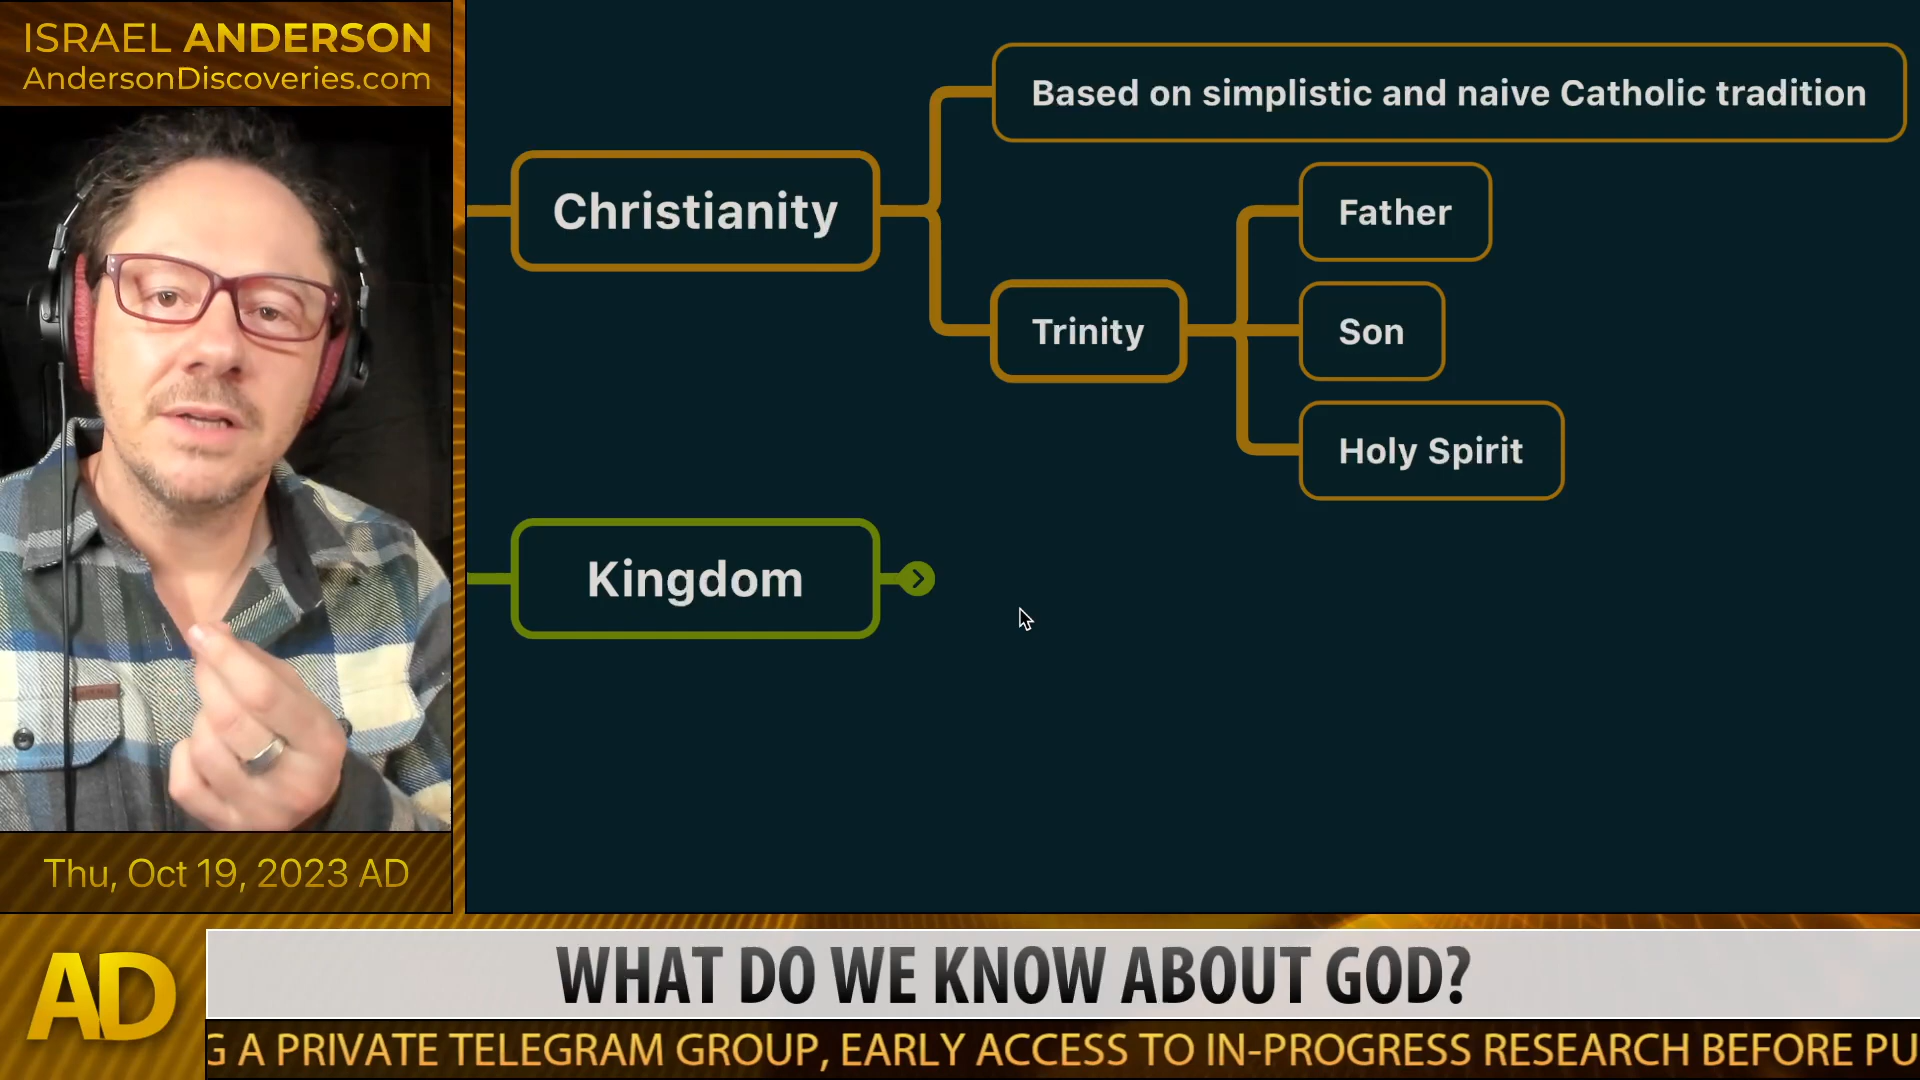 ISRAEL ANDERSON
AndersonDiscoveries.com
Based on simplistic and naive Catholic tradition
Christianity
Father
Trinity
Son
Holy Spirit
Kingdom
Thu, Oct 19, 2023 AD
AD
WHAT DO WE KNOW ABOUT GOD?
G A PRIVATE TELEGRAM GROUP, EARLY ACCESS TO IN-PROGRESS RESEARCH BEFORE PU